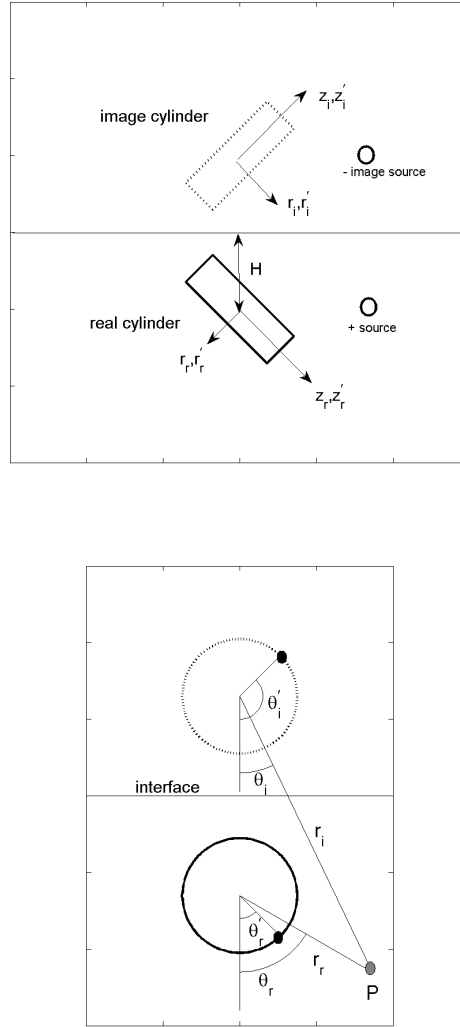 z_i,z_i'
image cylinder
- image source
r_i,r_i'
H
real cylinder
+ source
r_r,r_r'
z_r,z_r'
θ_i'
θ_i
interface
r_i
θ_r'
r_r
θ_r
P